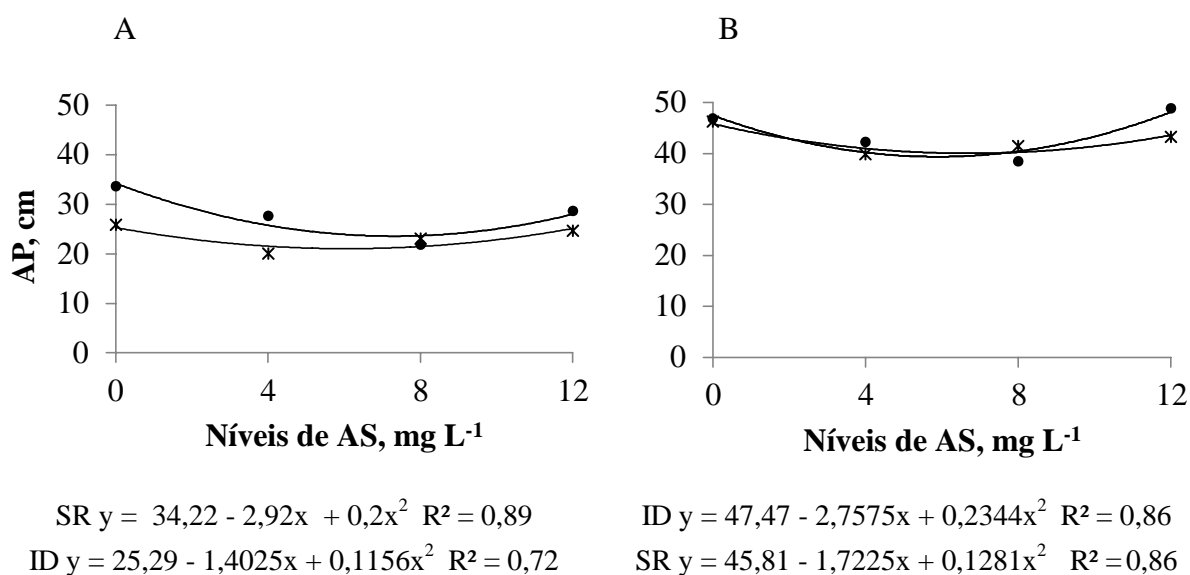 A
50
40
30
20
10
0
AP, cm
0 4 8 12
Níveis de AS, mg L⁻¹
SR y = 34,22 - 2,92x + 0,2x² R² = 0,89
ID y = 25,29 - 1,4025x + 0,1156x² R² = 0,72
B
50
40
30
20
10
0
0 4 8 12
Níveis de AS, mg L⁻¹
ID y = 47,47 - 2,7575x + 0,2344x² R² = 0,86
SR y = 45,81 - 1,7225x + 0,1281x² R² = 0,86